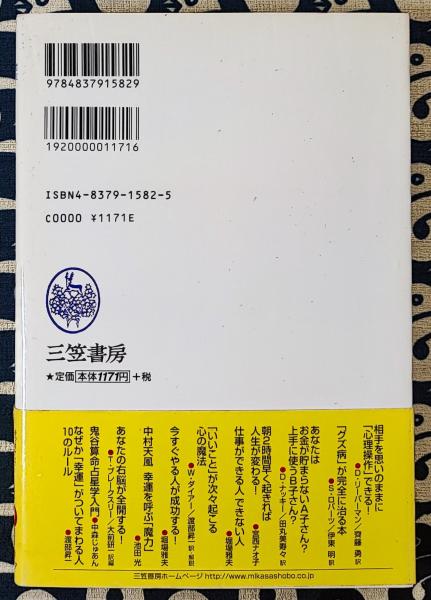 9784837915829
1920000011716
ISBN4-8379-1582-5
C0000 ¥1171E
三笠書房
★定価 本体1171円 +税
相手を思いのままに
「心理操作」できる!
●D・リーバーマン/齊藤 勇訳
「グズ病」が完全に治る本
●S・ロバーツ/伊東 明訳
あなたは
お金が貯まらないA子さん?
上手に使うB子さん?
●D・ナッキー/田丸美寿々訳
朝2時間早く起きれば
人生が変わる!
●宮西ナオ子
仕事ができる人できない人
●堀場雅夫
「いいこと」が次々起こる
心の魔法
●W・ダイアー/渡部昇一訳・解説
今すぐやる人が成功する!
●堀場雅夫
中村天風 幸運を呼ぶ「魔力」
●池田 光
あなたの右脳が全開する!
●T・ブレークスリー/大前研一訳・編
鬼谷算命占星学入門
●中森じゅあん
なぜか「幸運」がついてまわる人
10のルール
●渡部昇一
三笠書房ホームページ http://www.mikasashobo.co.jp